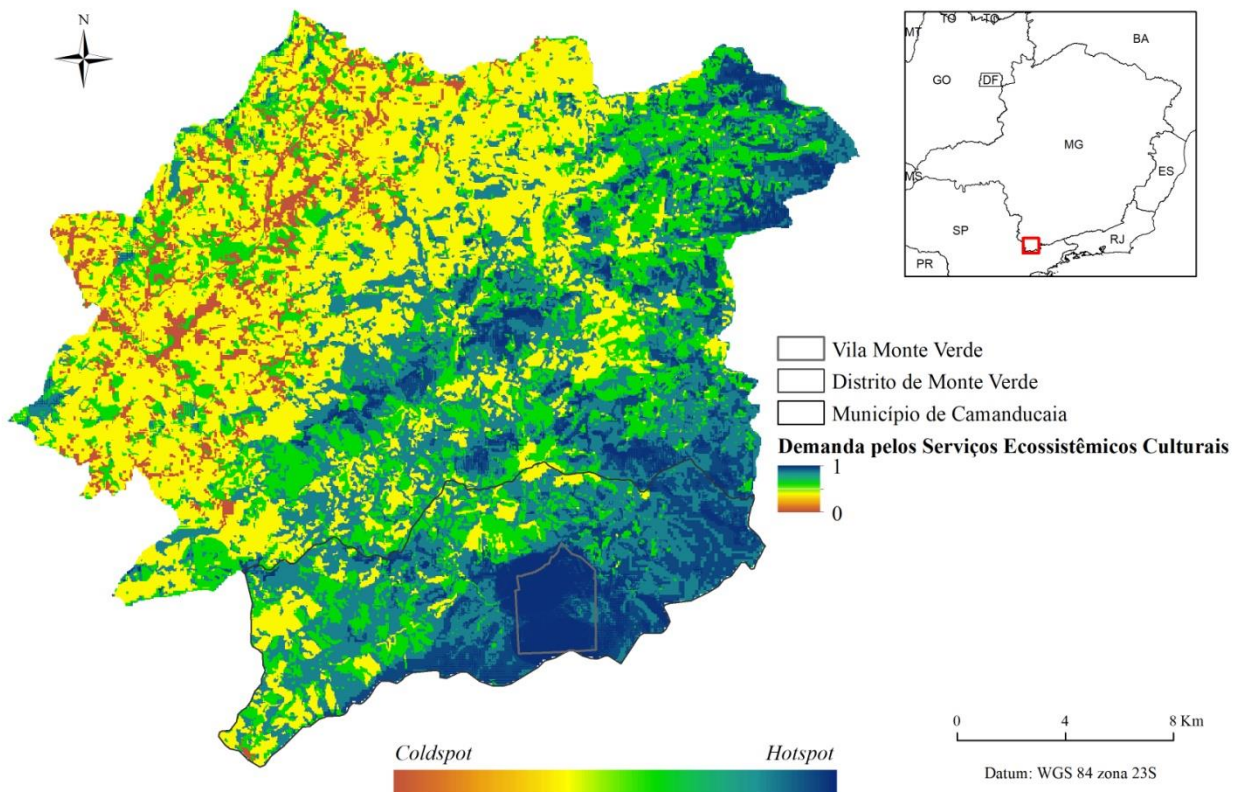 N
TO
TO
MT
BA
GO
DF
MG
ES
MS
SP
RJ
PR
Vila Monte Verde
Distrito de Monte Verde
Município de Camanducaia
Demanda pelos Serviços Ecossistêmicos Culturais
1
0
Coldspot
Hotspot
0 4 8 Km
Datum: WGS 84 zona 23S